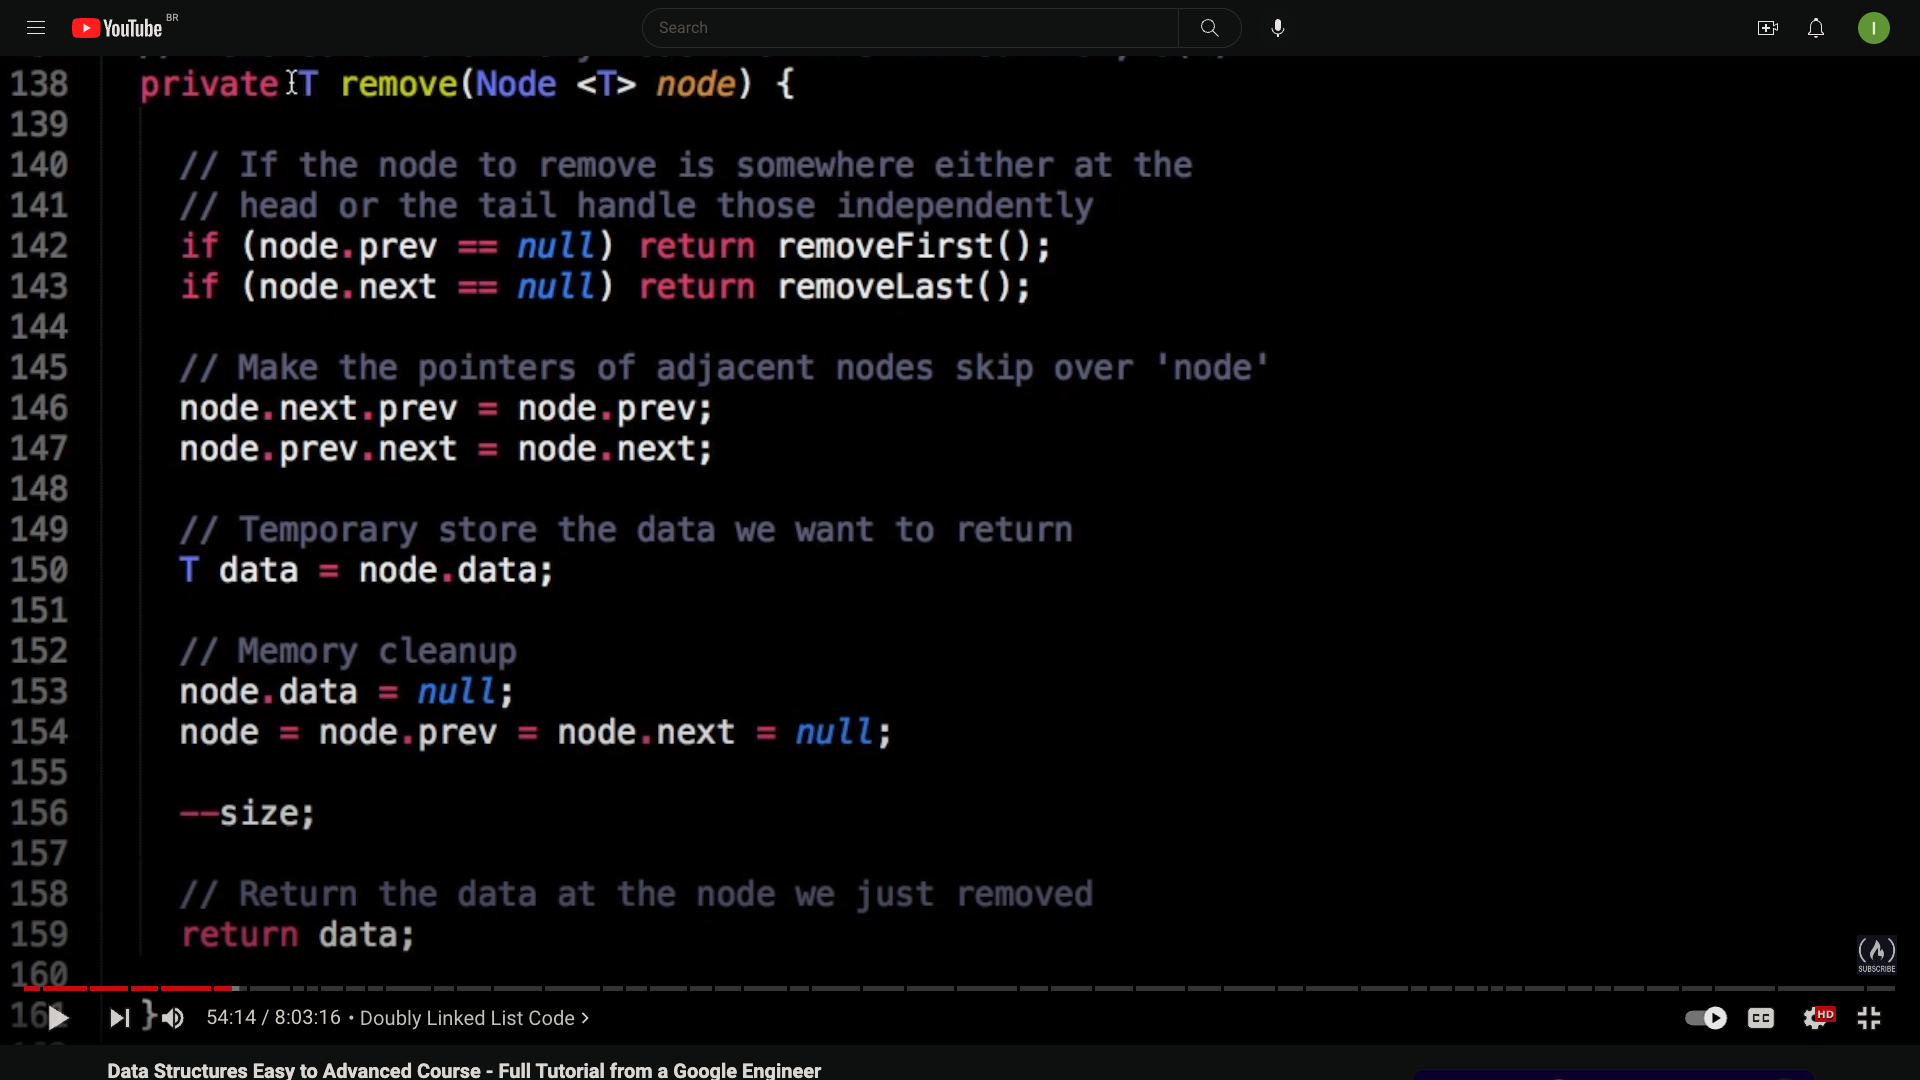 YouTube BR
Search
I
138 private T remove(Node <T> node) {
139
140 // If the node to remove is somewhere either at the
141 // head or the tail handle those independently
142 if (node.prev == null) return removeFirst();
143 if (node.next == null) return removeLast();
144
145 // Make the pointers of adjacent nodes skip over 'node'
146 node.next.prev = node.prev;
147 node.prev.next = node.next;
148
149 // Temporary store the data we want to return
150 T data = node.data;
151
152 // Memory cleanup
153 node.data = null;
154 node = node.prev = node.next = null;
155
156 --size;
157
158 // Return the data at the node we just removed
159 return data;
SUBSCRIBE
160
161 }
54:14 / 8:03:16 • Doubly Linked List Code >
CC
HD
Data Structures Easy to Advanced Course - Full Tutorial from a Google Engineer